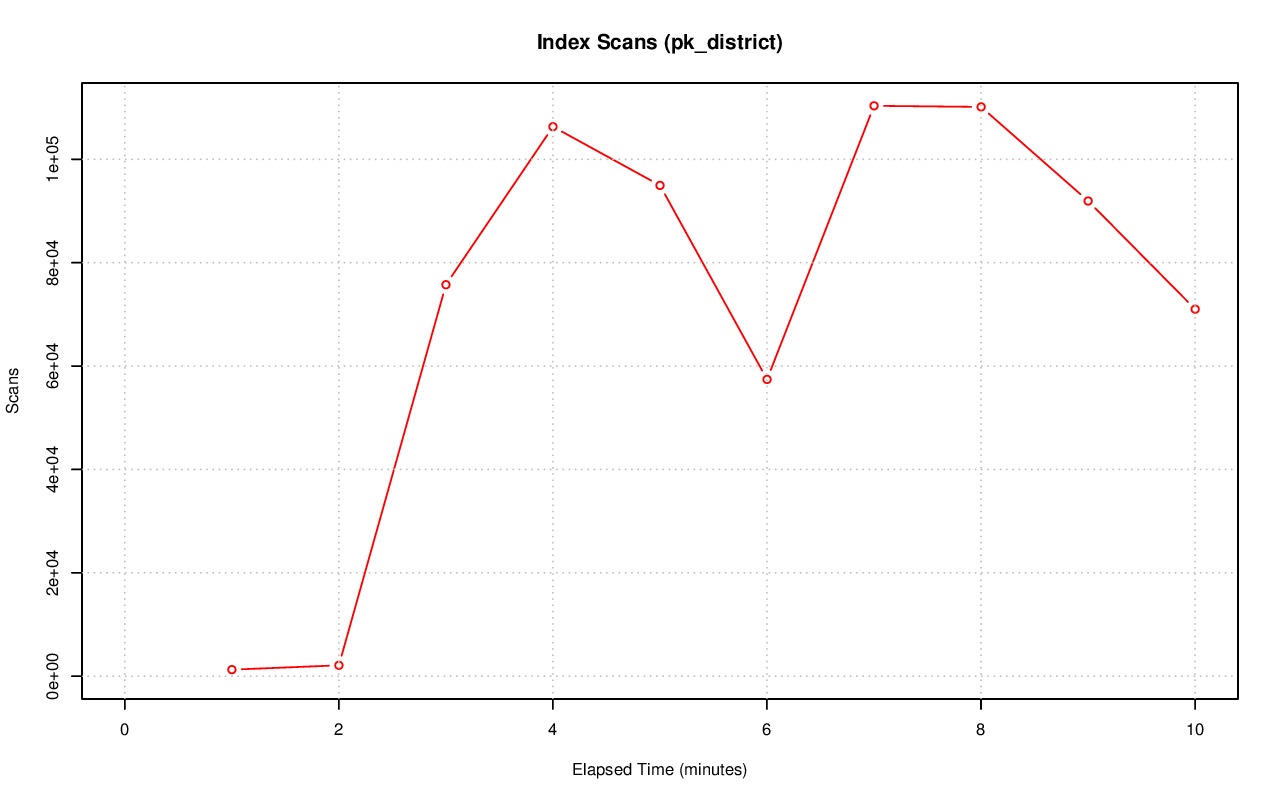 Index Scans (pk_district)
Scans
1e+05
8e+04
6e+04
4e+04
2e+04
0e+00
0 2 4 6 8 10
Elapsed Time (minutes)